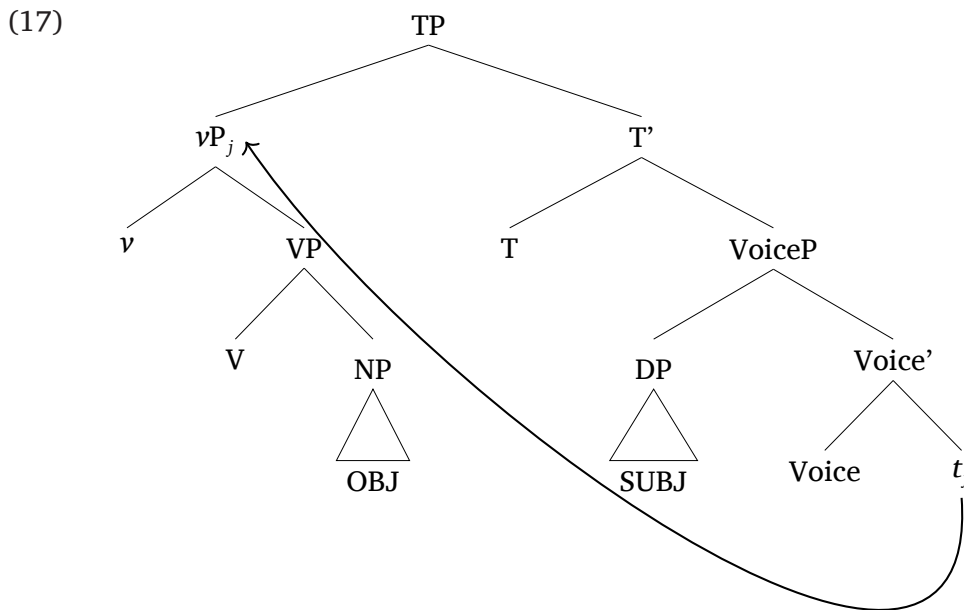 (17)
TP
vPj T’
v VP T VoiceP
V NP DP Voice’
OBJ SUBJ Voice tj